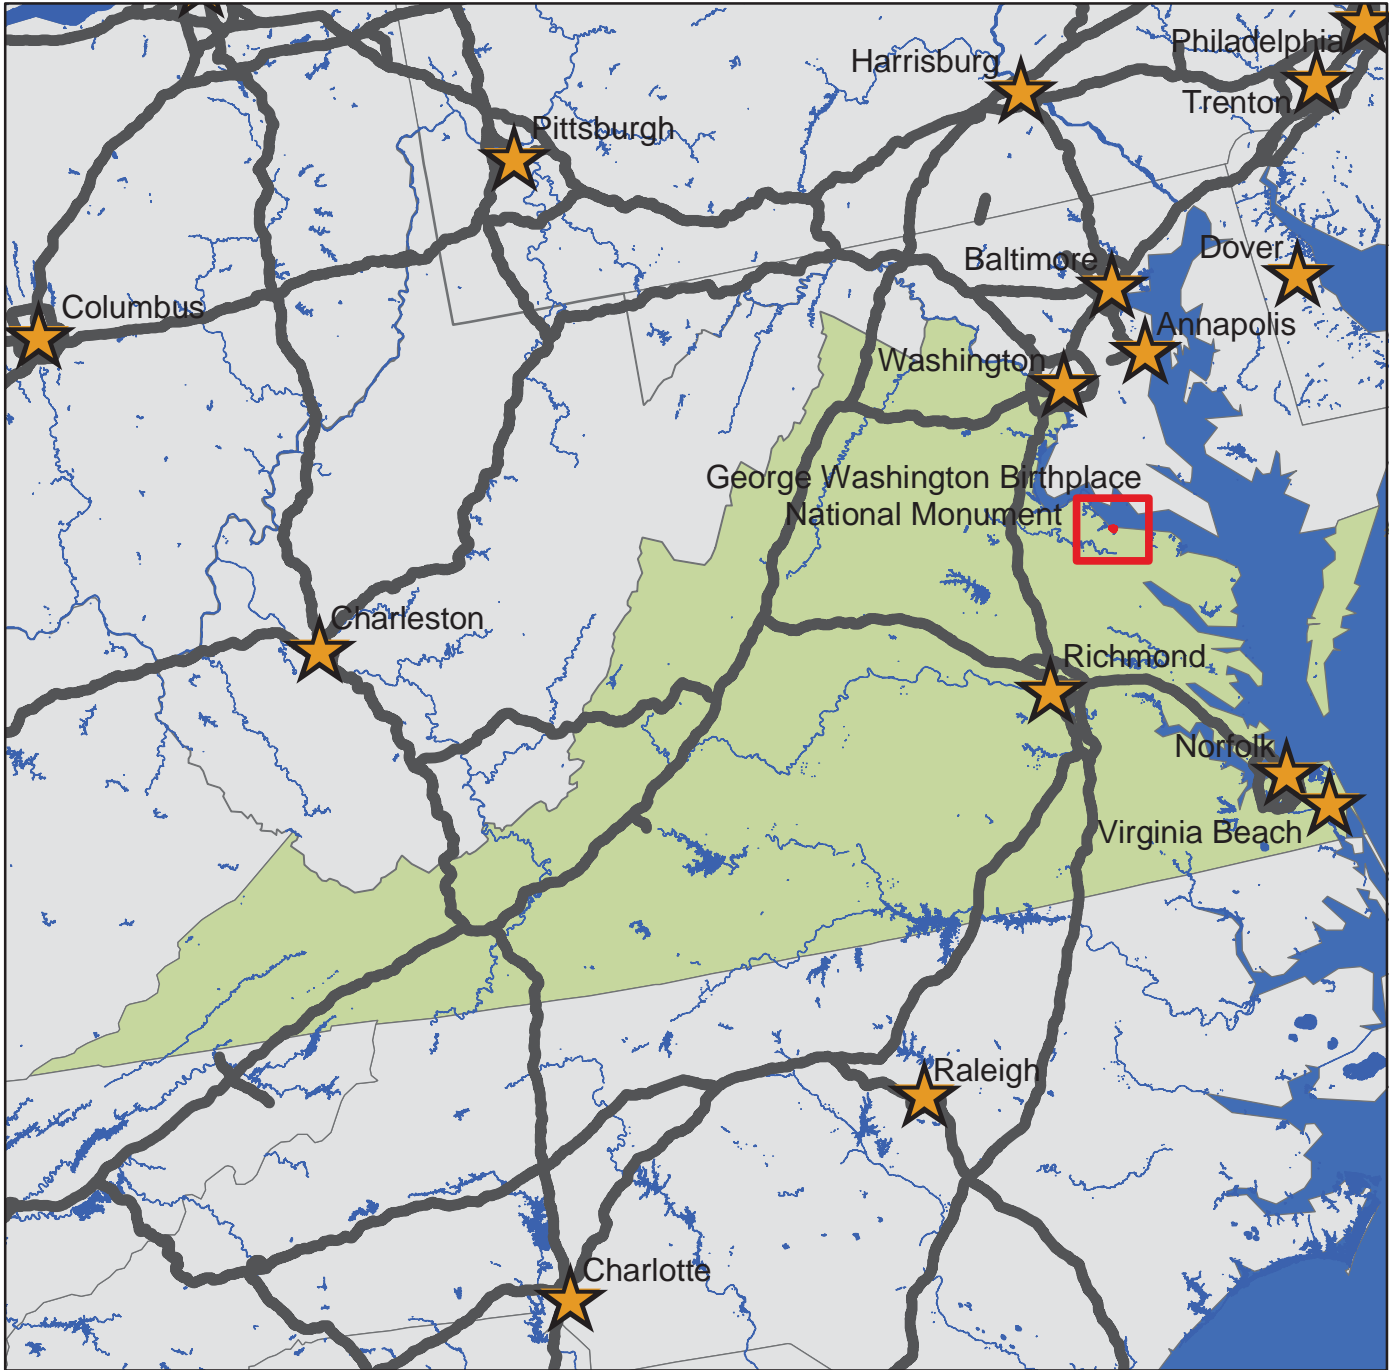 Philadelphia
Harrisburg
Trenton
Pittsburgh
Dover
Baltimore
Columbus
Annapolis
Washington
George Washington Birthplace
National Monument
Charleston
Richmond
Norfolk
Virginia Beach
Raleigh
Charlotte